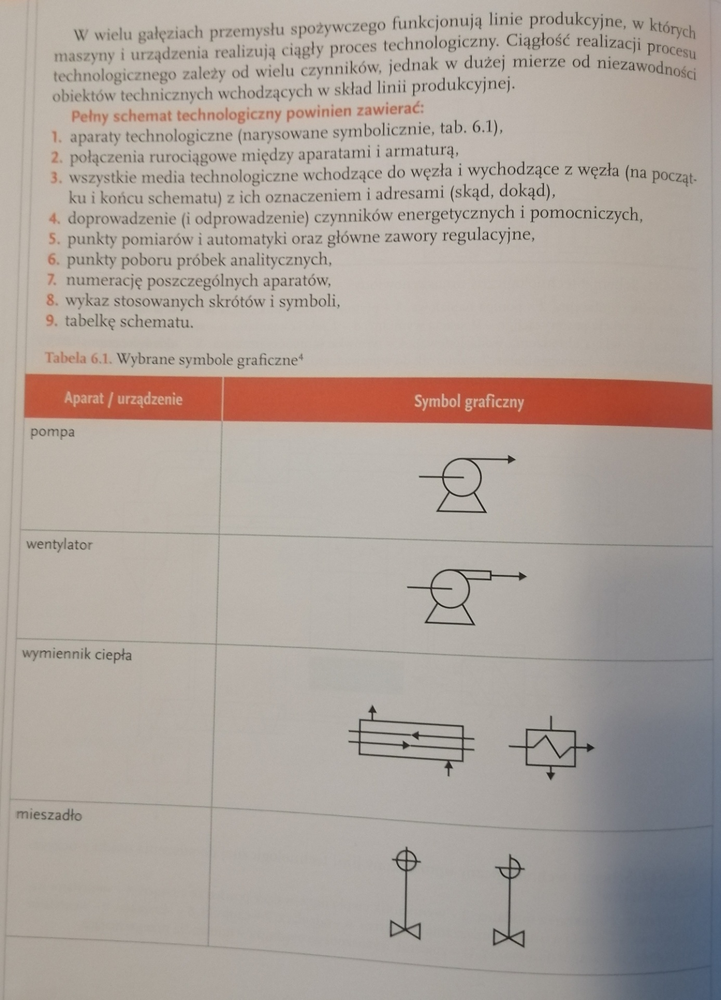 W wielu gałęziach przemysłu spożywczego funkcjonują linie produkcyjne, w których
maszyny i urządzenia realizują ciągły proces technologiczny. Ciągłość realizacji procesu
technologicznego zależy od wielu czynników, jednak w dużej mierze od niezawodności
obiektów technicznych wchodzących w skład linii produkcyjnej.
Pełny schemat technologiczny powinien zawierać:
1. aparaty technologiczne (narysowane symbolicznie, tab. 6.1),
2. połączenia rurociągowe między aparatami i armaturą,
3. wszystkie media technologiczne wchodzące do węzła i wychodzące z węzła (na począt-
ku i końcu schematu) z ich oznaczeniem i adresami (skąd, dokąd),
4. doprowadzenie (i odprowadzenie) czynników energetycznych i pomocniczych,
5. punkty pomiarów i automatyki oraz główne zawory regulacyjne,
6. punkty poboru próbek analitycznych,
7. numerację poszczególnych aparatów,
8. wykaz stosowanych skrótów i symboli,
9. tabelkę schematu.
Tabela 6.1. Wybrane symbole graficzne⁴
Aparat / urządzenie Symbol graficzny
pompa
wentylator
wymiennik ciepła
mieszadło